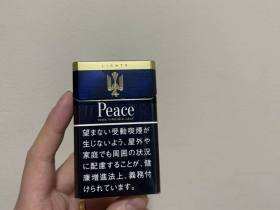 LIGHTS
Peace
望まない受動喫煙が
生じないよう、屋外や
家庭でも周囲の状況
に配慮することが、健
康増進法上、義務付
けられています。